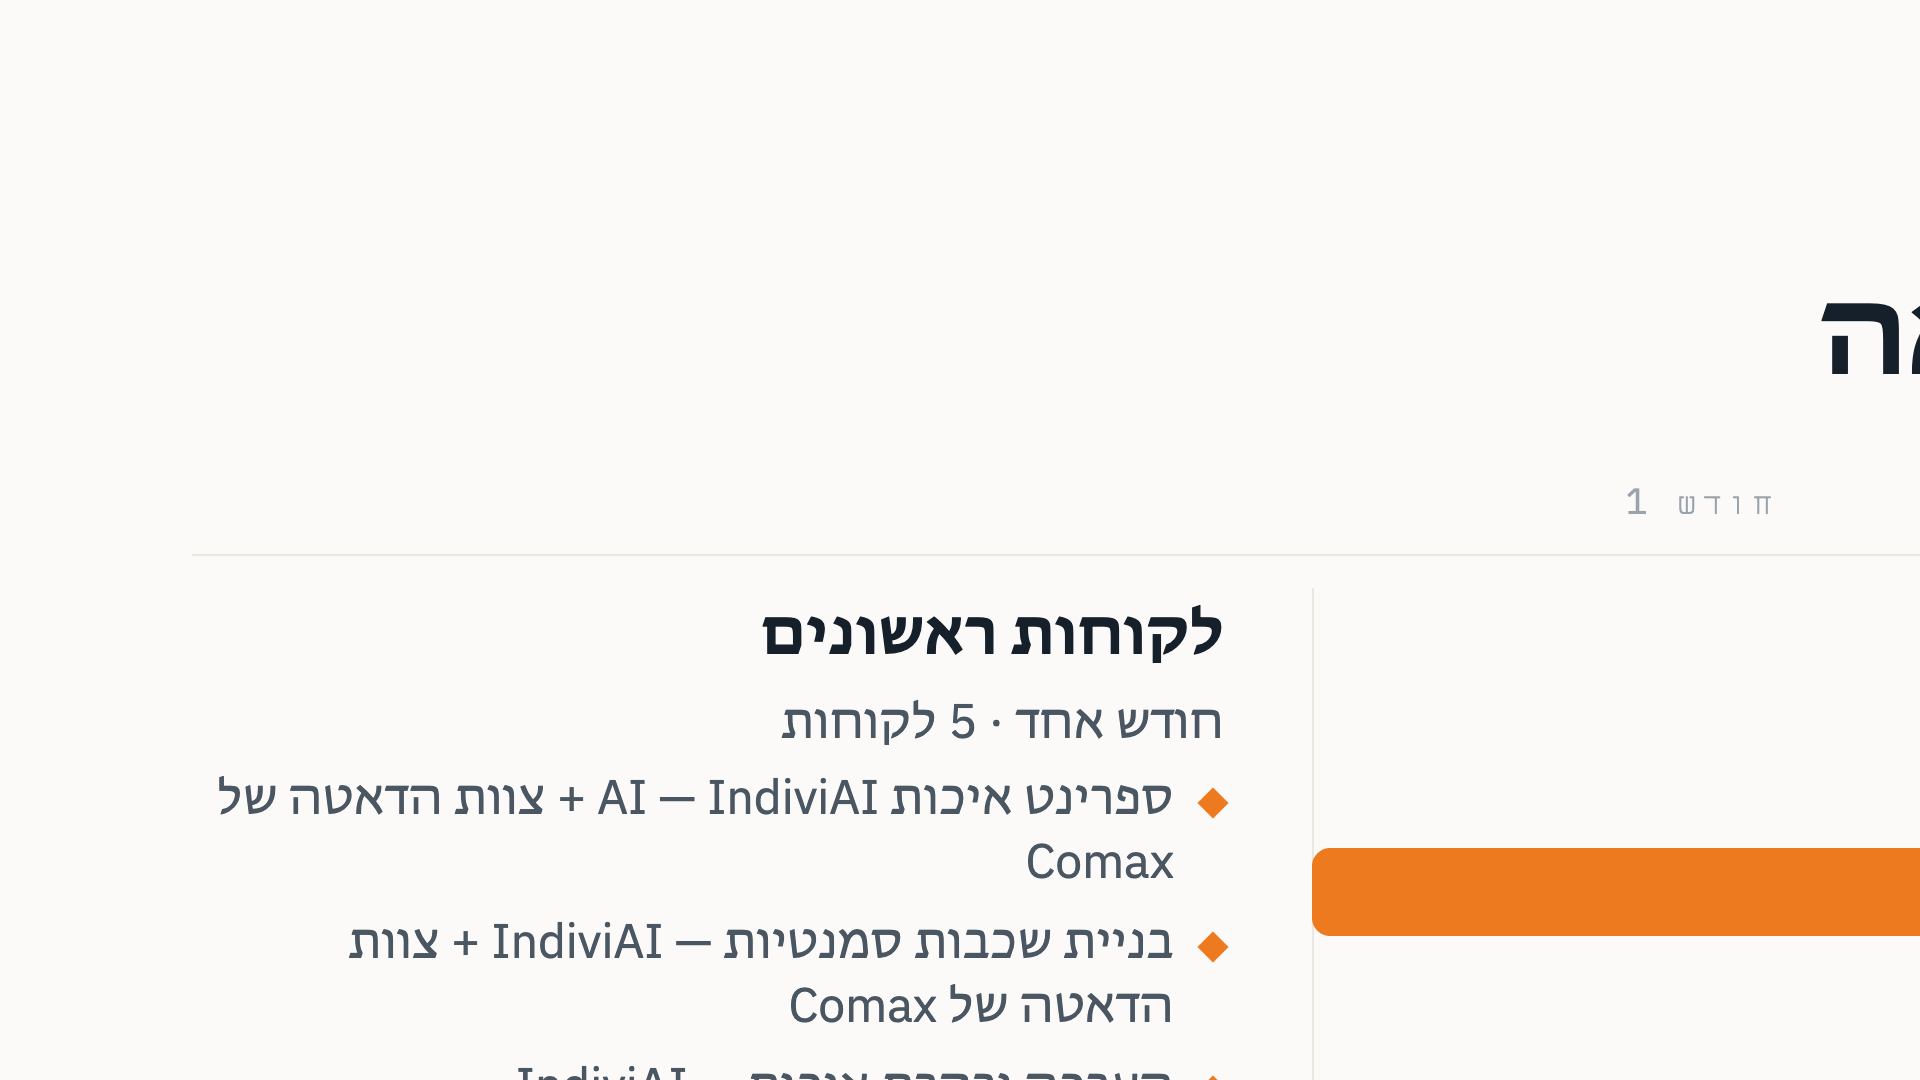 חודש 1
לקוחות ראשונים
חודש אחד · 5 לקוחות
ספרינט איכות AI — IndiviAI + צוות הדאטה של
Comax
בניית שכבות סמנטיות — IndiviAI + צוות
הדאטה של Comax
IndiviAI